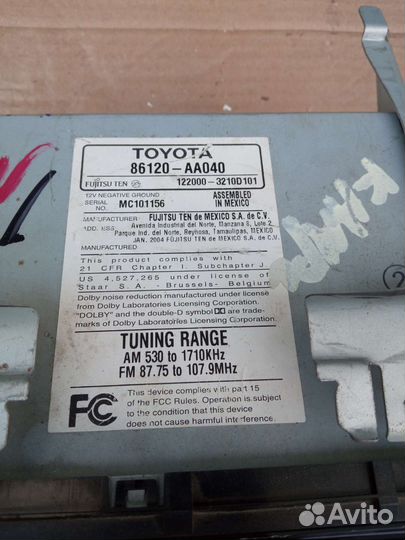 TOYOTA
86120-AA040
FUJITSU TEN 122000-3210D101
12V NEGATIVE GROUND ASSEMBLED IN MEXICO
SERIAL NO. MC101156
MANUFACTURER FUJITSU TEN de MEXICO S.A. de C.V.
ADDRESS Avenida Industrial del Norte, Manzana 8, Lote 2,
Parque Ind. del Norte, Reynosa, Tamaulipas, MEXICO
JAN. 2004 FUJITSU TEN de MEXICO S.A. de C.V.
MANUFACTURED
This product complies with
21 CFR Chapter I. Subchapter J.
US 4,527,265 under license of
Staar S.A. - Brussels- Belgium
Dolby noise reduction manufactured under license
from Dolby Laboratories Licensing Corporation.
"DOLBY" and the double-D symbol are trade-
marks of Dolby Laboratories Licensing Corporation.
TUNING RANGE
AM 530 to 1710KHz
FM 87.75 to 107.9MHz
FC
This device complies with part 15
of the FCC Rules. Operation is subject
to the condition that this device
does not cause harmful interference.
2
Avito